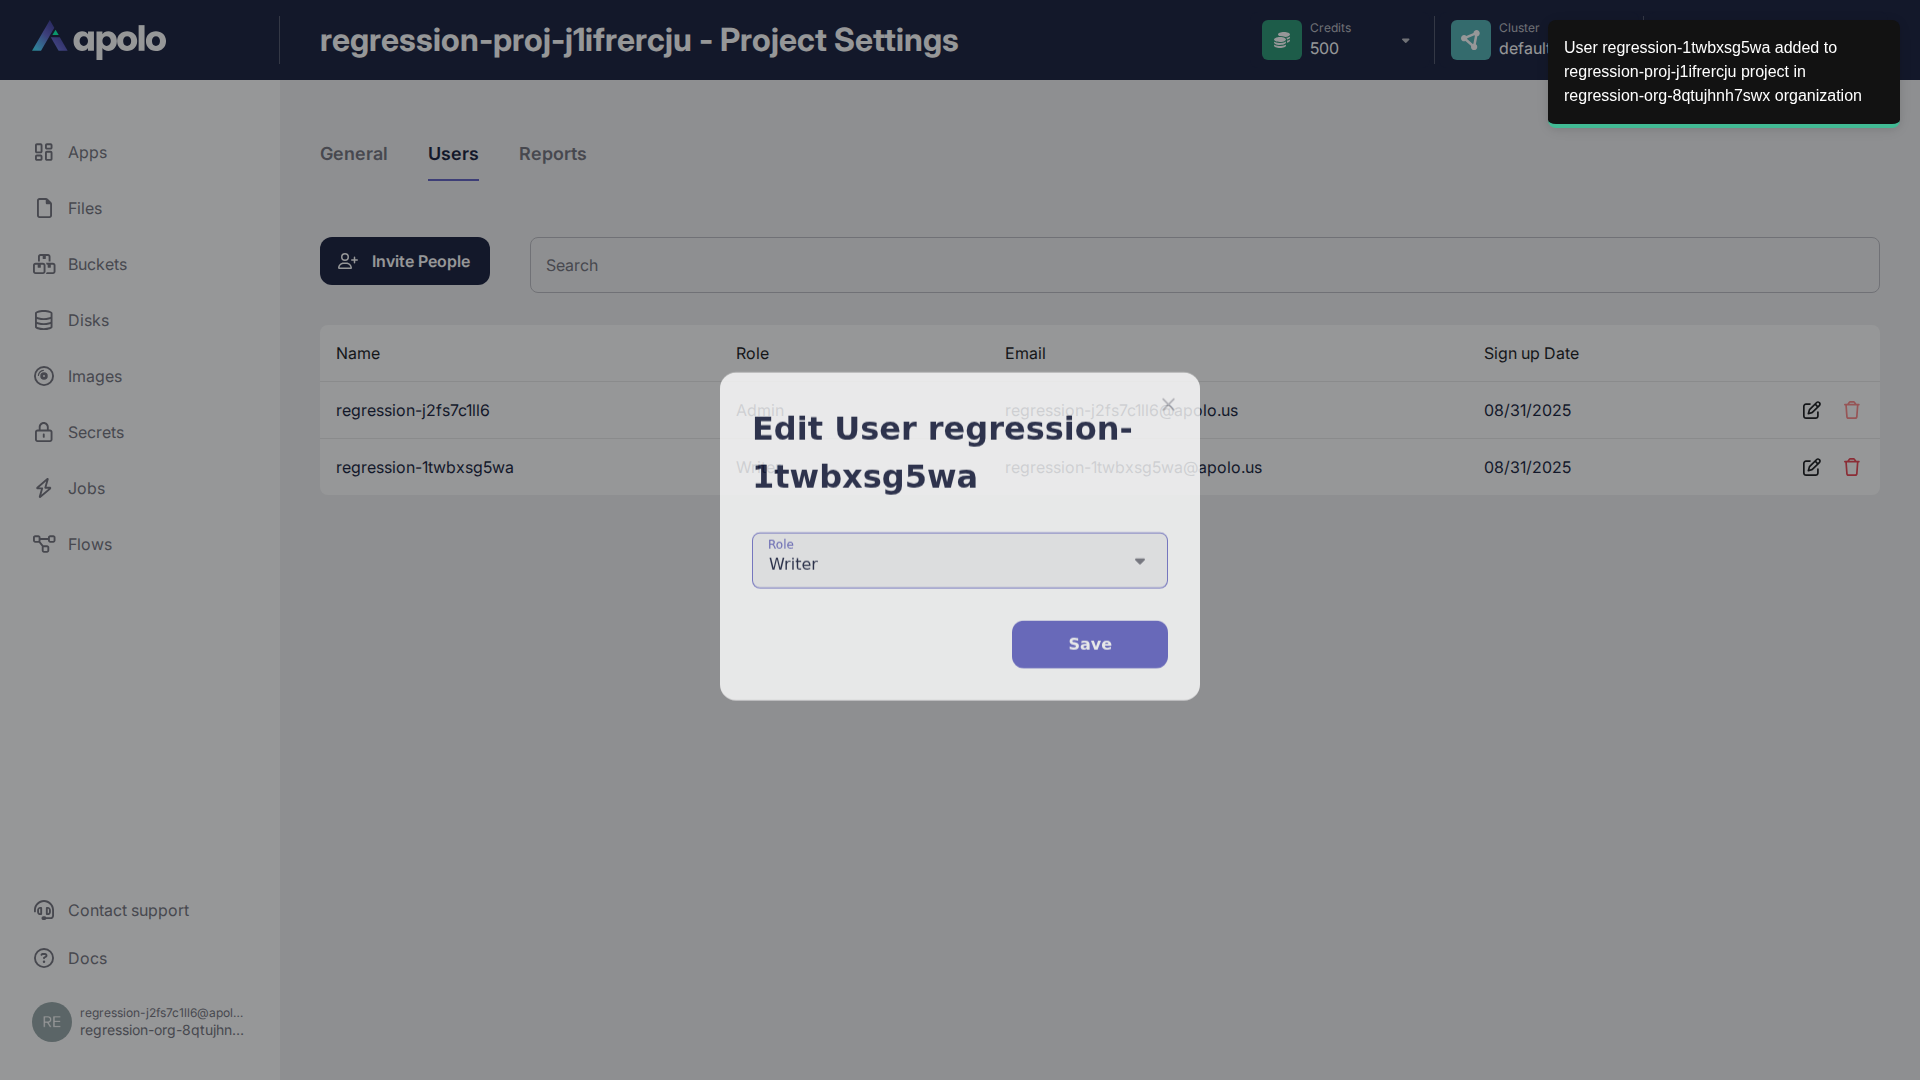 apolo
regression-proj-j1ifrercju - Project Settings
Credits
500
Cluster
default
User regression-1twbxsg5wa added to
regression-proj-j1ifrercju project in
regression-org-8qtujhnh7swx organization
Apps
Files
Buckets
Disks
Images
Secrets
Jobs
Flows
Contact support
Docs
RE
regression-j2fs7c1ll6@apol...
regression-org-8qtujhn...
General
Users
Reports
Invite People
Search
Name
Role
Email
Sign up Date
regression-j2fs7c1ll6
Admin
regression-j2fs7c1ll6@apolo.us
08/31/2025
regression-1twbxsg5wa
Writer
regression-1twbxsg5wa@apolo.us
08/31/2025
Edit User regression-
1twbxsg5wa
Role
Writer
Save